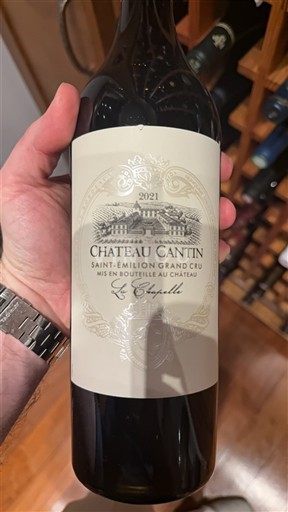 2021
CHATEAU CANTIN
SAINT-ÉMILION GRAND CRU
MIS EN BOUTEILLE AU CHÂTEAU
La Chapelle